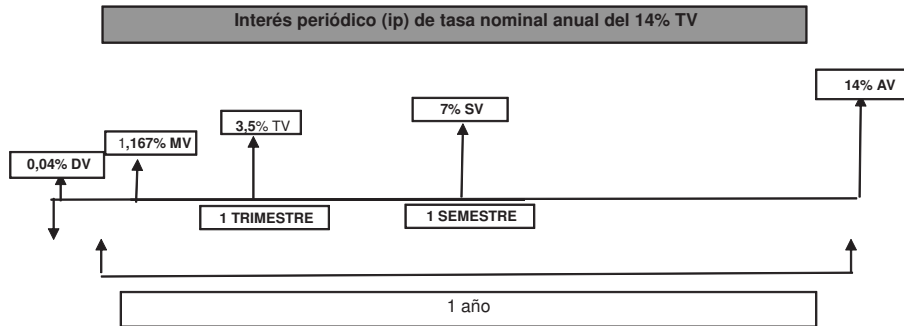 Interés periódico (ip) de tasa nominal anual del 14% TV
14% AV
7% SV
3,5% TV
1,167% MV
0,04% DV
1 TRIMESTRE
1 SEMESTRE
1 año